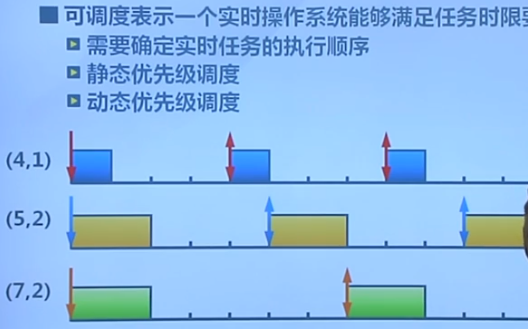 可调度表示一个实时操作系统能够满足任务时限
需要确定实时任务的执行顺序
静态优先级调度
动态优先级调度
(4,1)
(5,2)
(7,2)